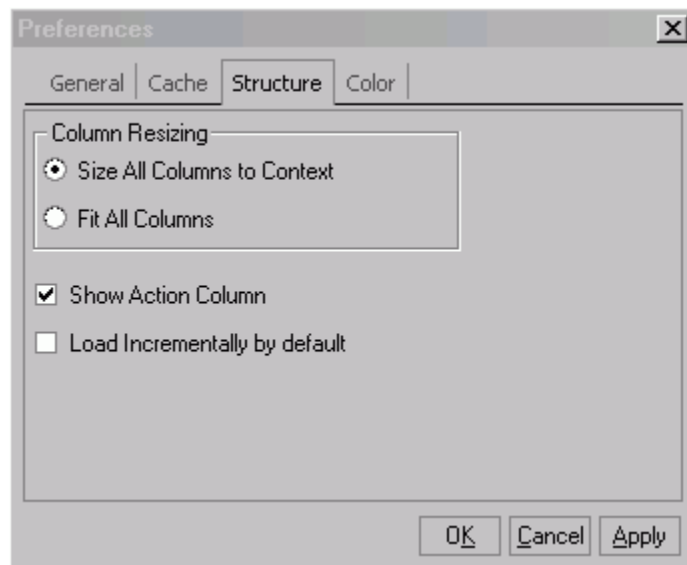 Preferences
General Cache Structure Color
Column Resizing
Size All Columns to Context
Fit All Columns
Show Action Column
Load Incrementally by default
OK Cancel Apply